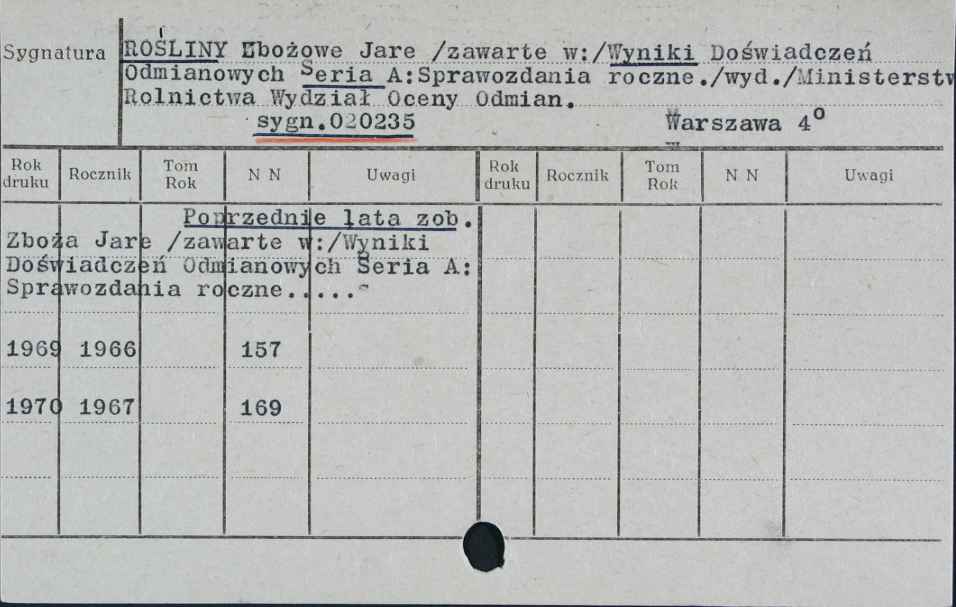 Sygnatura
ROŚLINY Zbożowe Jare /zawarte w:/Wyniki Doświadczeń
Odmianowych Seria A:Sprawozdania roczne./wyd./Ministerstw
Rolnictwa Wydział Oceny Odmian.
sygn.020235 Warszawa 4°
Rok druku Rocznik Tom Rok N N Uwagi Rok druku Rocznik Tom Rok N N Uwagi
Poprzednie lata zob.
Zboża Jare /zawarte w:/Wyniki
Doświadczeń Odmianowych Seria A:
Sprawozdania roczne.....
1969 1966 157
1970 1967 169